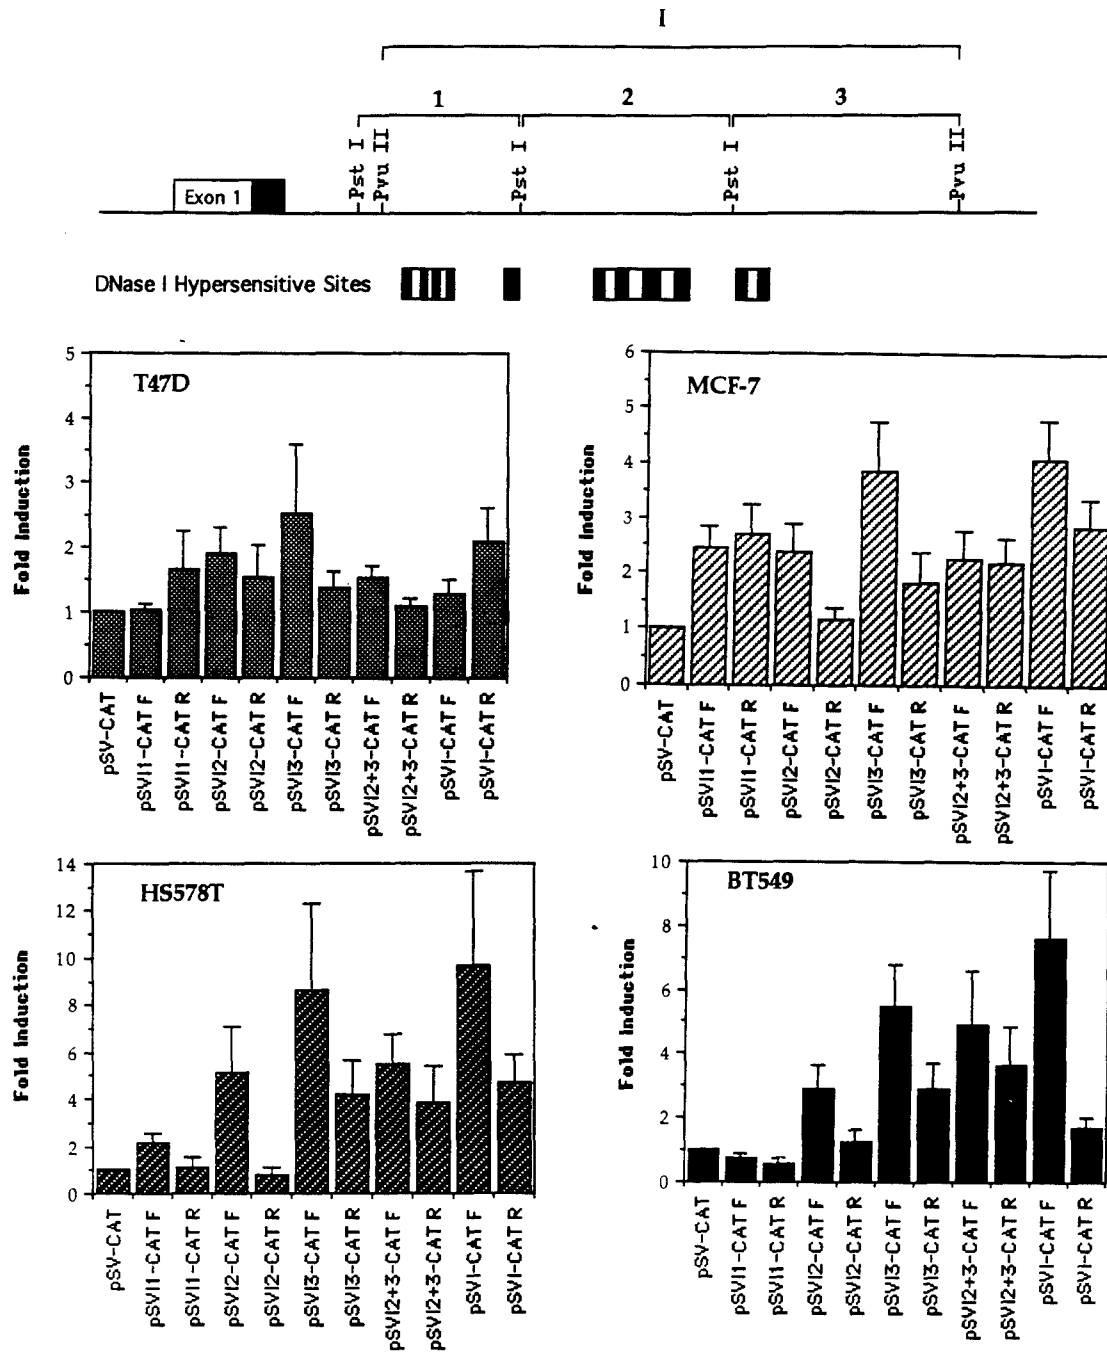 I
1
2
3
Pst I
Pvu II
Pst I
Pst I
Pvu II
Exon 1
DNase I Hypersensitive Sites
T47D
Fold Induction
5
4
3
2
1
0
pSV-CAT
pSVI1-CAT F
pSVI1-CAT R
pSVI2-CAT F
pSVI2-CAT R
pSVI3-CAT F
pSVI3-CAT R
pSVI2+3-CAT F
pSVI2+3-CAT R
pSVI-CAT F
pSVI-CAT R
MCF-7
Fold Induction
6
5
4
3
2
1
0
pSV-CAT
pSVI1-CAT F
pSVI1-CAT R
pSVI2-CAT F
pSVI2-CAT R
pSVI3-CAT F
pSVI3-CAT R
pSVI2+3-CAT F
pSVI2+3-CAT R
pSVI-CAT F
pSVI-CAT R
HS578T
Fold Induction
14
12
10
8
6
4
2
0
pSV-CAT
pSVI1-CAT F
pSVI1-CAT R
pSVI2-CAT F
pSVI2-CAT R
pSVI3-CAT F
pSVI3-CAT R
pSVI2+3-CAT F
pSVI2+3-CAT R
pSVI-CAT F
pSVI-CAT R
BT549
Fold Induction
10
8
6
4
2
0
pSV-CAT
pSVI1-CAT F
pSVI1-CAT R
pSVI2-CAT F
pSVI2-CAT R
pSVI3-CAT F
pSVI3-CAT R
pSVI2+3-CAT F
pSVI2+3-CAT R
pSVI-CAT F
pSVI-CAT R